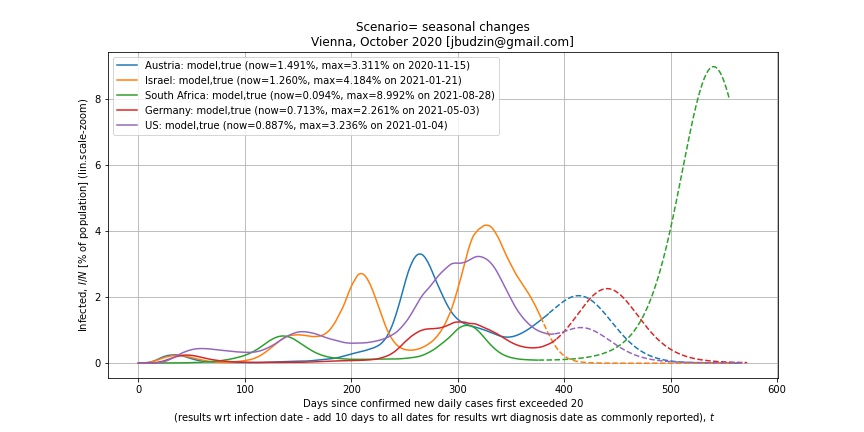 Scenario= seasonal changes
Vienna, October 2020 [jbudzin@gmail.com]
Austria: model,true (now=1.491%, max=3.311% on 2020-11-15)
Israel: model,true (now=1.260%, max=4.184% on 2021-01-21)
South Africa: model,true (now=0.094%, max=8.992% on 2021-08-28)
Germany: model,true (now=0.713%, max=2.261% on 2021-05-03)
US: model,true (now=0.887%, max=3.236% on 2021-01-04)
Infected, I/N [% of population] (lin.scale-zoom)
8
6
4
2
0
0 100 200 300 400 500 600
Days since confirmed new daily cases first exceeded 20
(results wrt infection date - add 10 days to all dates for results wrt diagnosis date as commonly reported), t